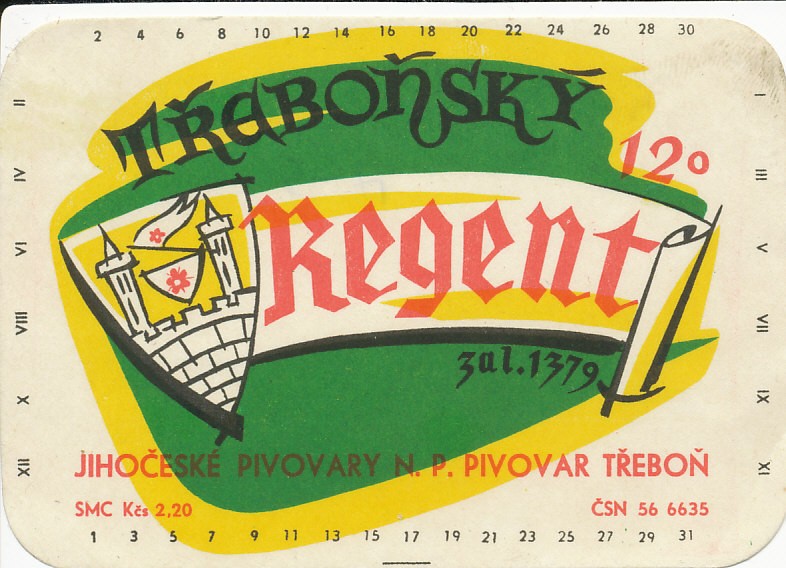 2 4 6 8 10 12 14 16 18 20 22 24 26 28 30
TŘEBOŇSKÝ
12º
Regent
zal. 1379
JIHOČESKÉ PIVOVARY N. P. PIVOVAR TŘEBOŇ
SMC Kčs 2,20
ČSN 56 6635
1 3 5 7 9 11 13 15 17 19 21 23 25 27 29 31
II IV VI VIII X XII
I III V VII IX XI